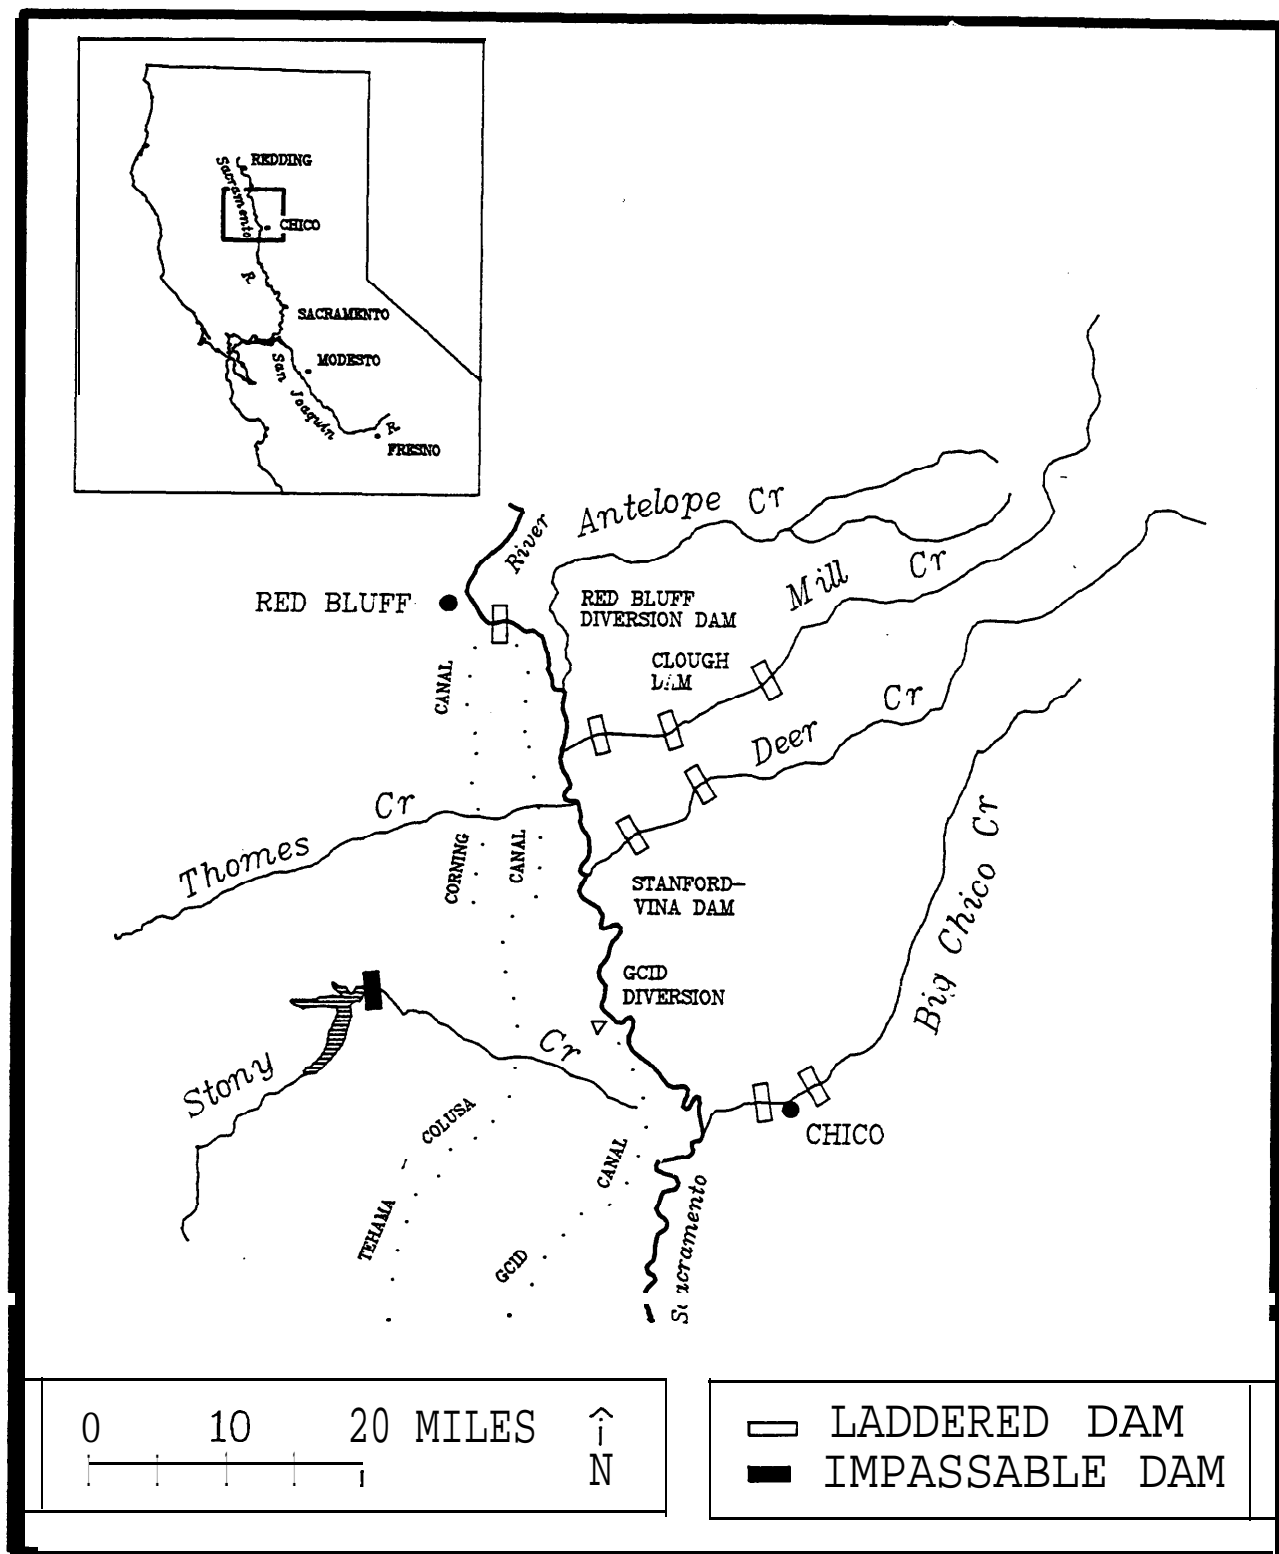 REDDING
Sacramento
CHICO
R
SACRAMENTO
MODESTO
San Joaquin
R
FRESNO
River
Antelope Cr
RED BLUFF
RED BLUFF
DIVERSION DAM
Mill Cr
CLOUGH
CANAL
Deer Cr
Thomes Cr
CORNING
CANAL
STANFORD-
VINA DAM
GCID
DIVERSION
Big Chico Cr
Stony Cr
COLUSA
CANAL
CHICO
TEHAMA
GCID
Sacramento
0 10 20 MILES
N
LADDERED DAM
IMPASSABLE DAM